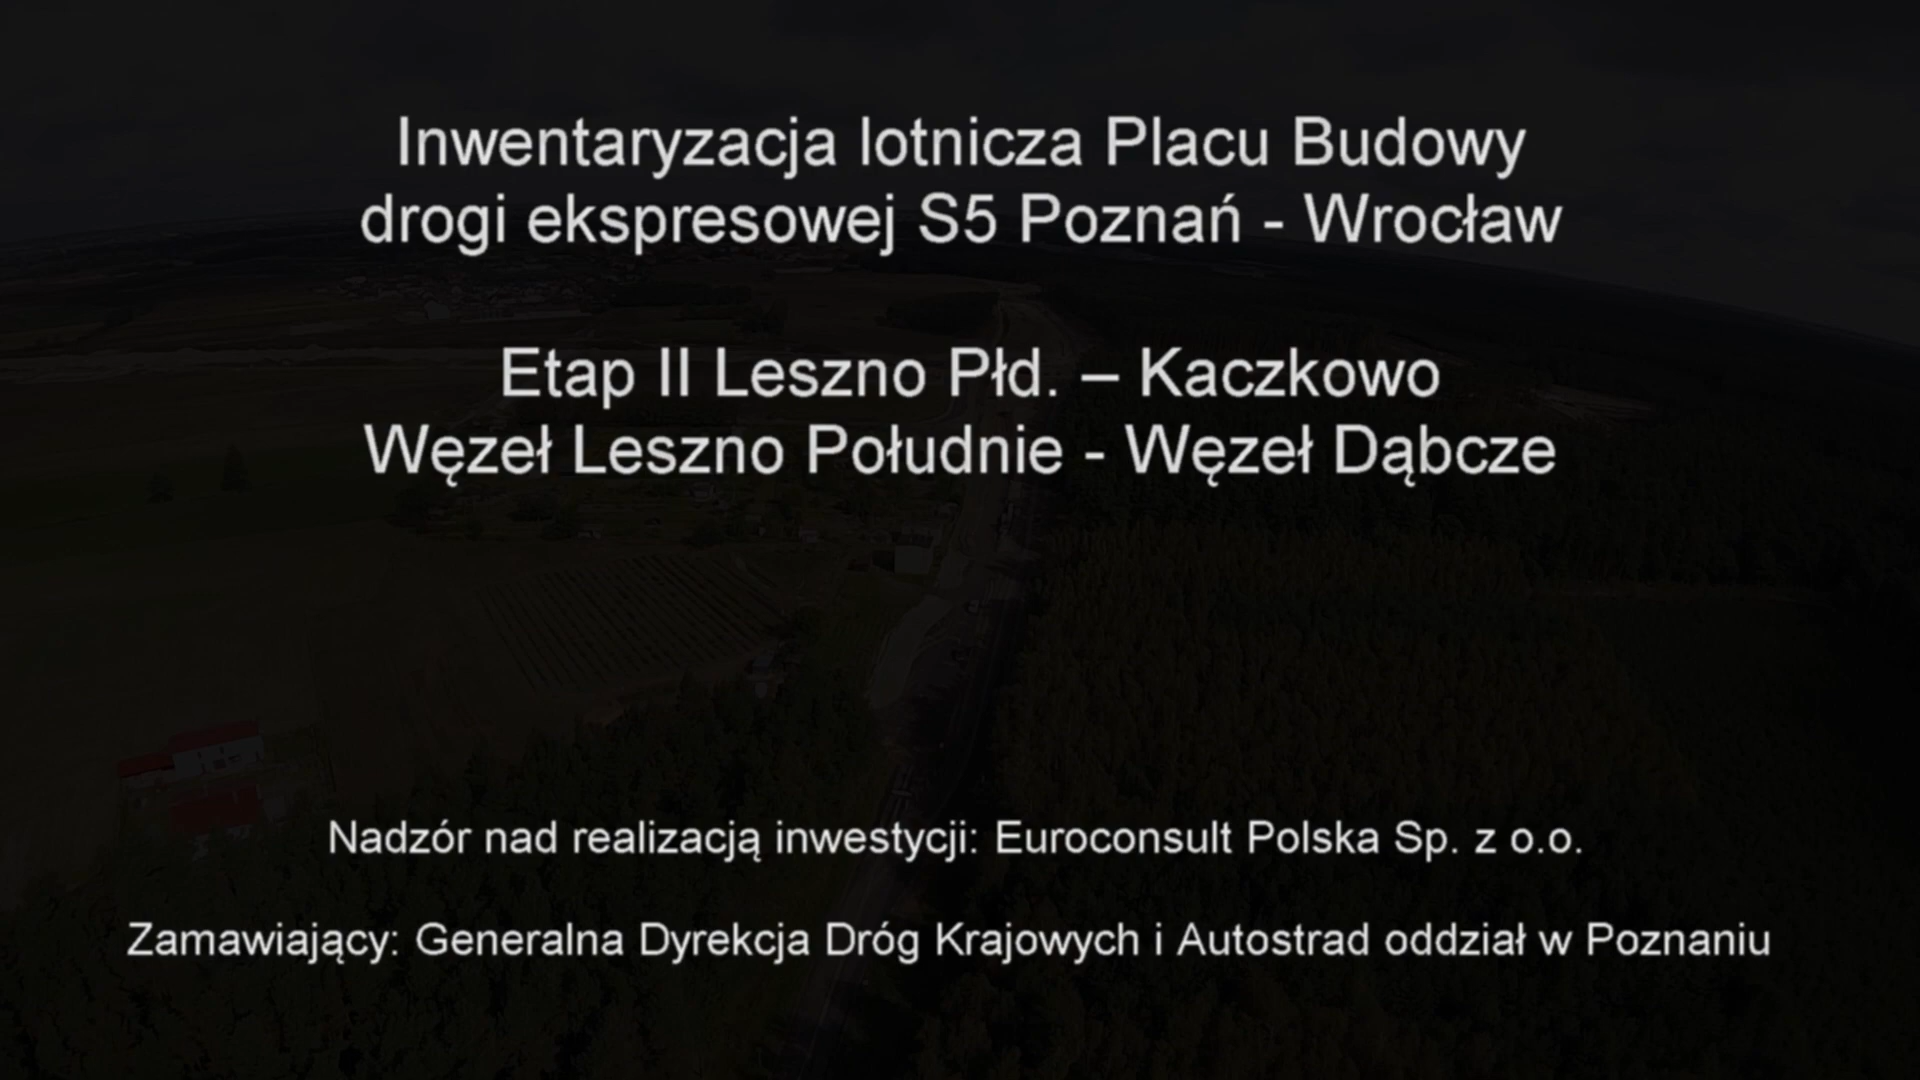 Inwentaryzacja lotnicza Placu Budowy
drogi ekspresowej S5 Poznań - Wrocław
Etap II Leszno Płd. – Kaczkowo
Węzeł Leszno Południe - Węzeł Dąbcze
Nadzór nad realizacją inwestycji: Euroconsult Polska Sp. z o.o.
Zamawiający: Generalna Dyrekcja Dróg Krajowych i Autostrad oddział w Poznaniu